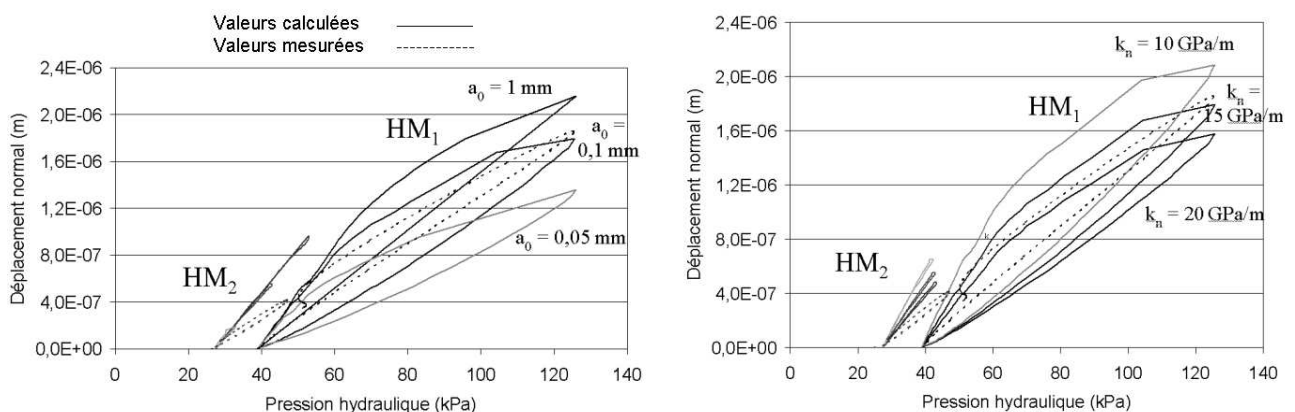 Valeurs calculées
Valeurs mesurées
Déplacement normal (m)
2,4E-06
2,0E-06
1,6E-06
1,2E-06
8,0E-07
4,0E-07
0,0E+00
a0 = 1 mm
HM1
a0 =
0,1 mm
a0 = 0,05 mm
HM2
0 20 40 60 80 100 120 140
Pression hydraulique (kPa)
Déplacement normal (m)
2,4E-06
2,0E-06
1,6E-06
1,2E-06
8,0E-07
4,0E-07
0,0E+00
kn = 10 GPa/m
HM1
kn =
15 GPa/m
k
kn = 20 GPa/m
HM2
0 20 40 60 80 100 120 140
Pression hydraulique (kPa)